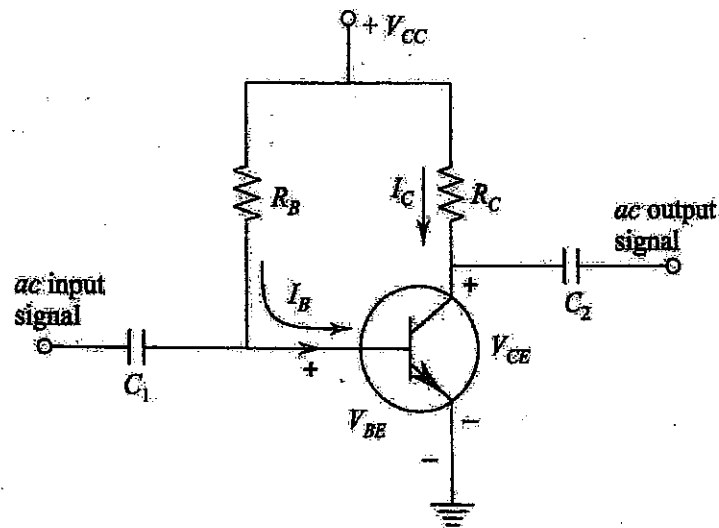 + V_CC
R_B
I_C
R_C
ac output
signal
ac input
signal
I_B
+
C_2
C_1
+
V_CE
V_BE
−
−